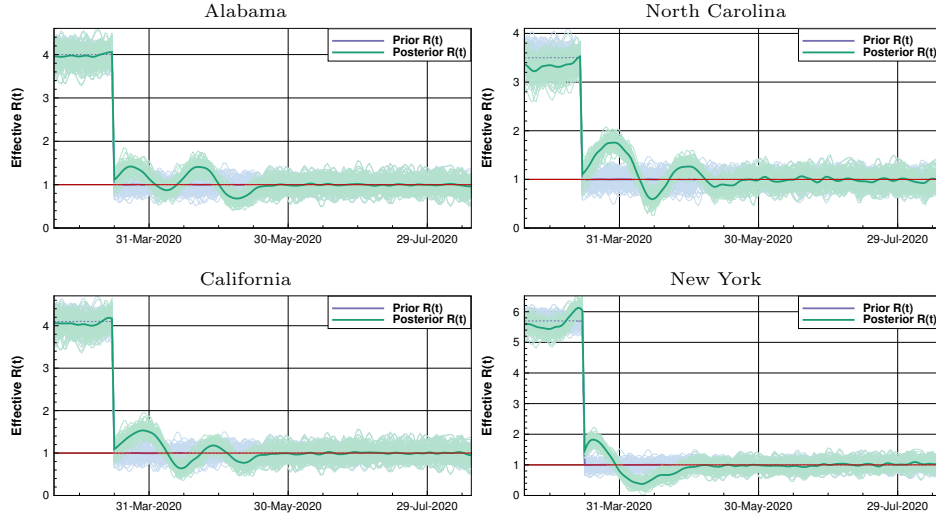 Alabama
Effective R(t)
4
3
2
1
0
Prior R(t)
Posterior R(t)
31-Mar-2020
30-May-2020
29-Jul-2020
North Carolina
Effective R(t)
4
3
2
1
0
Prior R(t)
Posterior R(t)
31-Mar-2020
30-May-2020
29-Jul-2020
California
Effective R(t)
4
3
2
1
0
Prior R(t)
Posterior R(t)
31-Mar-2020
30-May-2020
29-Jul-2020
New York
Effective R(t)
6
5
4
3
2
1
0
Prior R(t)
Posterior R(t)
31-Mar-2020
30-May-2020
29-Jul-2020